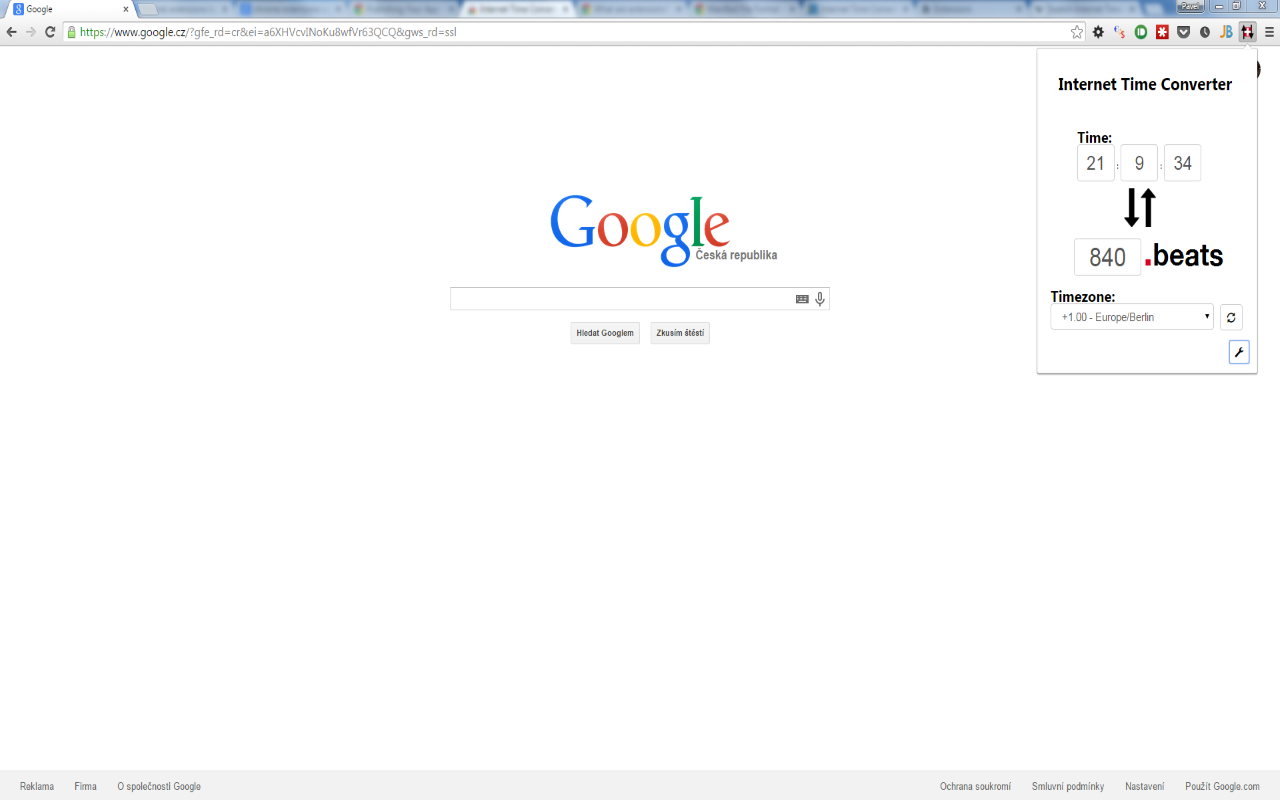 Google
Pavel
https://www.google.cz/?gfe_rd=cr&ei=a6XHVcvINoKu8wfVr63QCQ&gws_rd=ssl
JB
Internet Time Converter
Time:
21 : 9 : 34
840 .beats
Timezone:
+1.00 - Europe/Berlin
Google
Česká republika
Hledat Googlem
Zkusím štěstí
Reklama
Firma
O společnosti Google
Ochrana soukromí
Smluvní podmínky
Nastavení
Použít Google.com